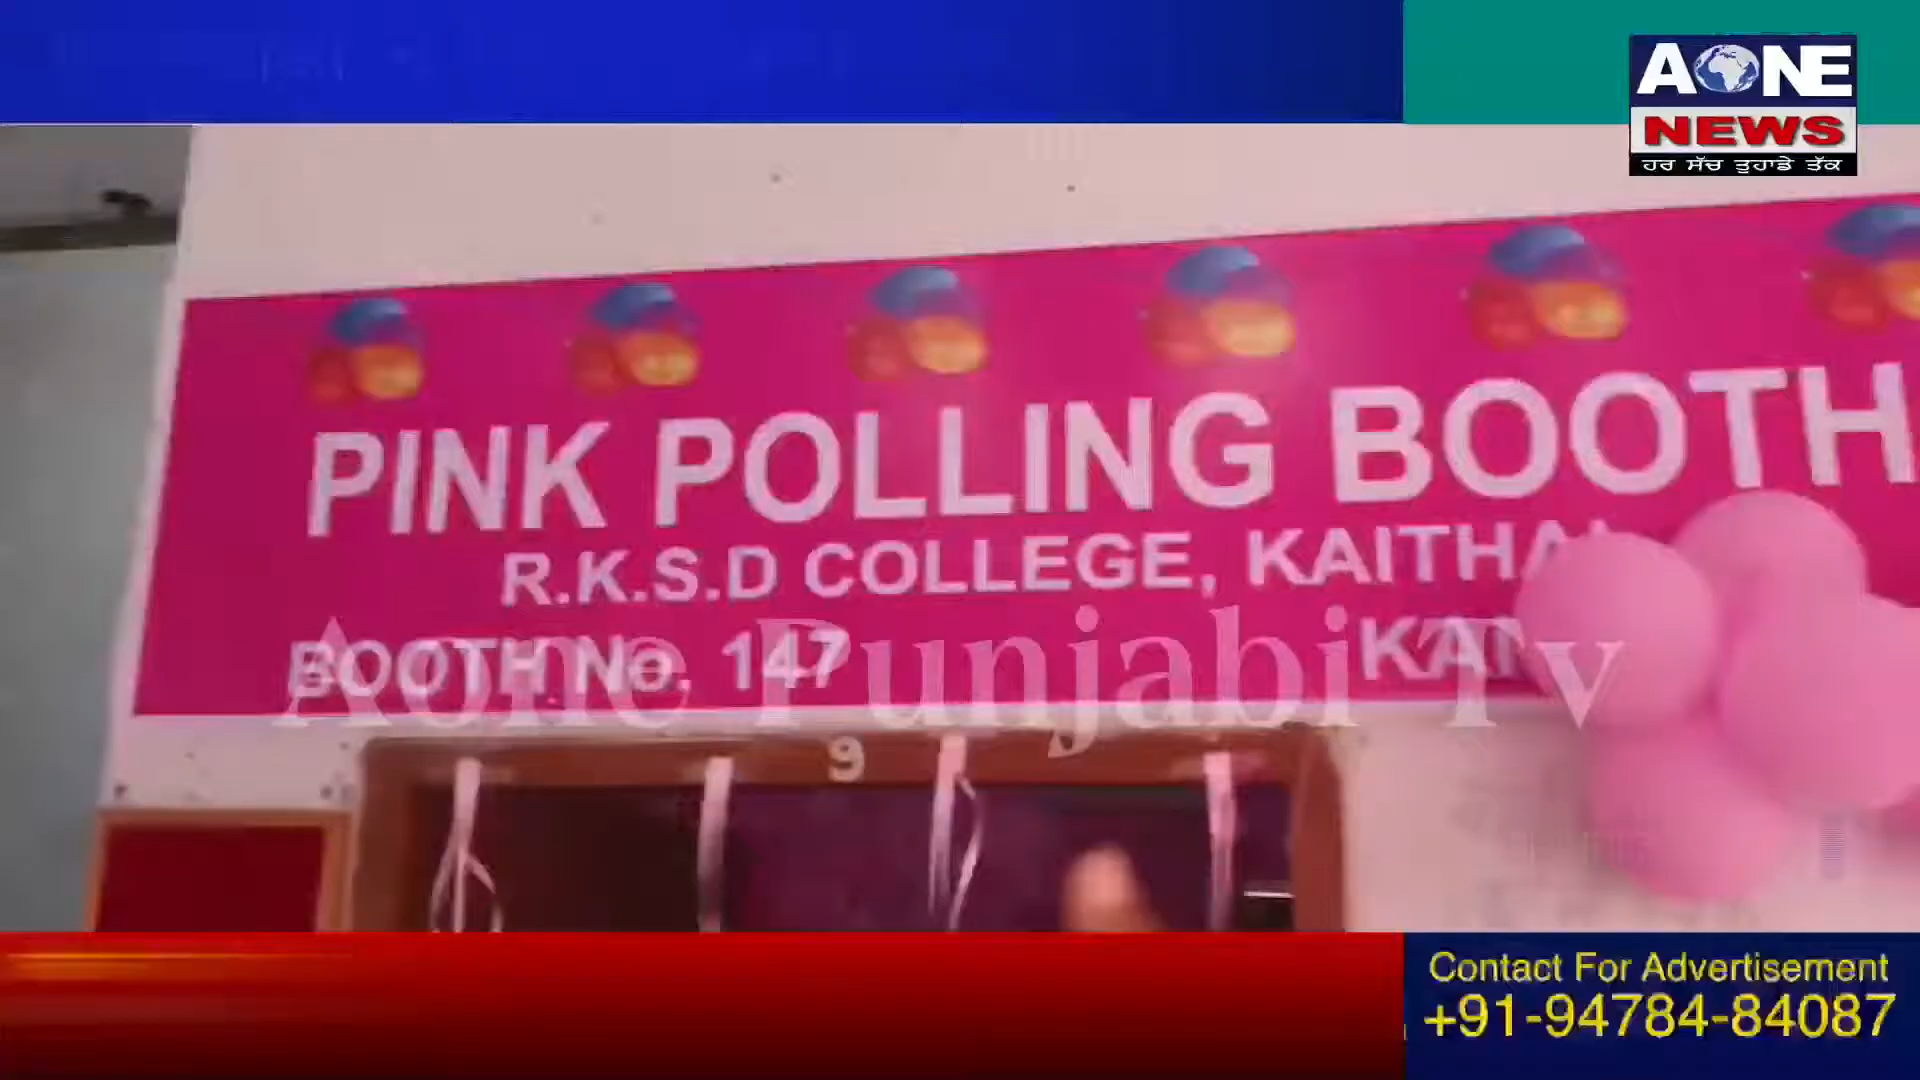 AONE
NEWS
ਹਰ ਸੱਚ ਤੁਹਾਡੇ ਤੱਕ
PINK POLLING BOOTH
R.K.S.D COLLEGE, KAITHAL
BOOTH No. 147
Aone Punjabi Tv
9
Contact For Advertisement
+91-94784-84087